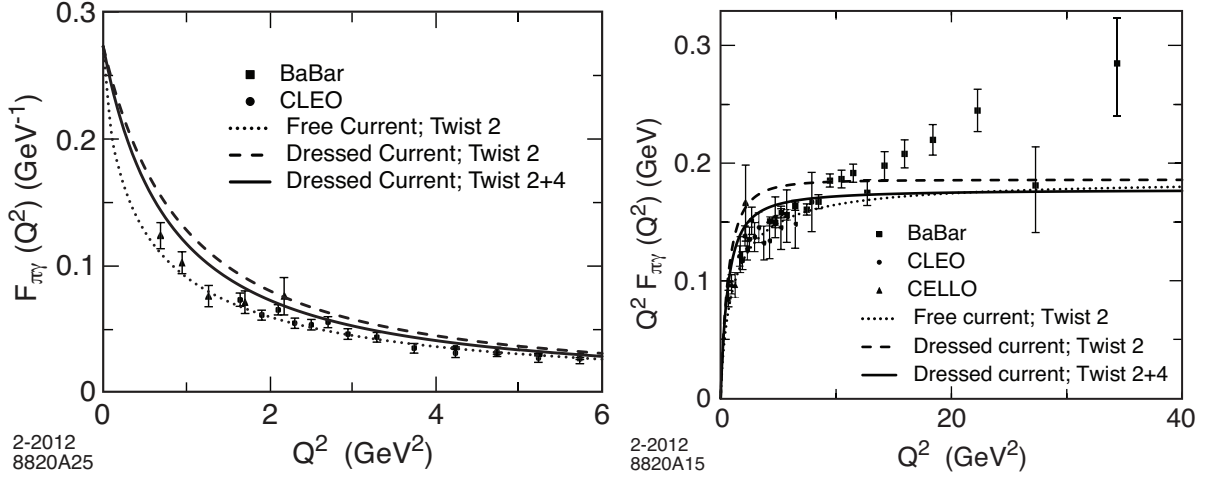 0.3
0.2
0.1
0
F_πγ (Q²) (GeV⁻¹)
BaBar
CLEO
Free Current; Twist 2
Dressed Current; Twist 2
Dressed Current; Twist 2+4
0 2 4 6
Q² (GeV²)
2-2012
8820A25
0.3
0.2
0.1
0
Q² F_πγ (Q²) (GeV)
BaBar
CLEO
CELLO
Free current; Twist 2
Dressed current; Twist 2
Dressed current; Twist 2+4
0 20 40
Q² (GeV²)
2-2012
8820A15